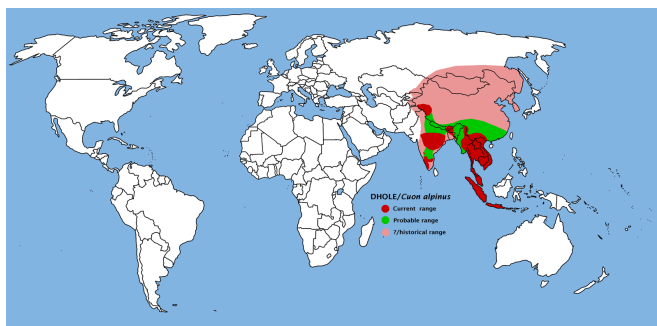 DHOLE/Cuon alpinus
Current range
Probable range
?/historical range